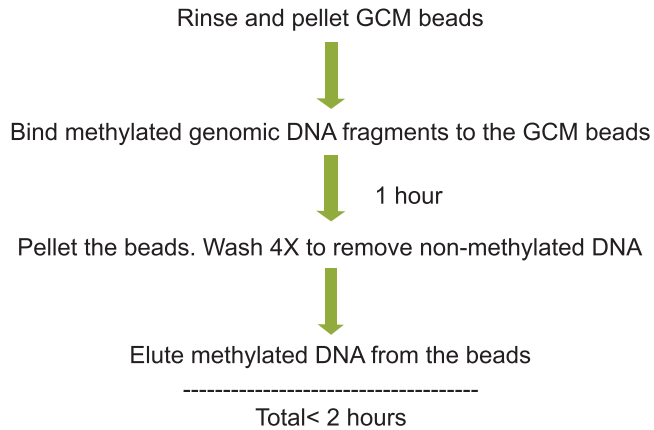 Rinse and pellet GCM beads
Bind methylated genomic DNA fragments to the GCM beads
1 hour
Pellet the beads. Wash 4X to remove non-methylated DNA
Elute methylated DNA from the beads
-------------------------------------
Total< 2 hours